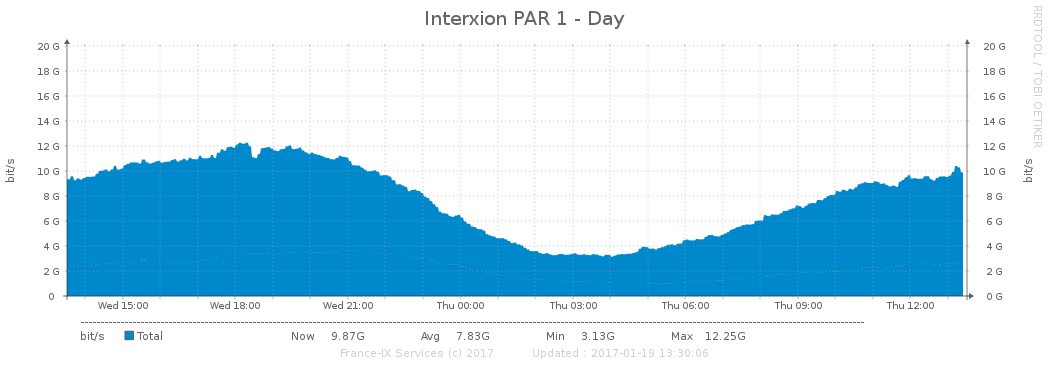 Interxion PAR 1 - Day
RRDTOOL / TOBI OETIKER
20 G 20 G
18 G 18 G
16 G 16 G
14 G 14 G
12 G 12 G
10 G 10 G
8 G 8 G
6 G 6 G
4 G 4 G
2 G 2 G
0 0 G
bit/s
bit/s
Wed 15:00 Wed 18:00 Wed 21:00 Thu 00:00 Thu 03:00 Thu 06:00 Thu 09:00 Thu 12:00
bit/s Total Now 9.87G Avg 7.83G Min 3.13G Max 12.25G
France-IX Services (c) 2017 Updated : 2017-01-19 13:30:06